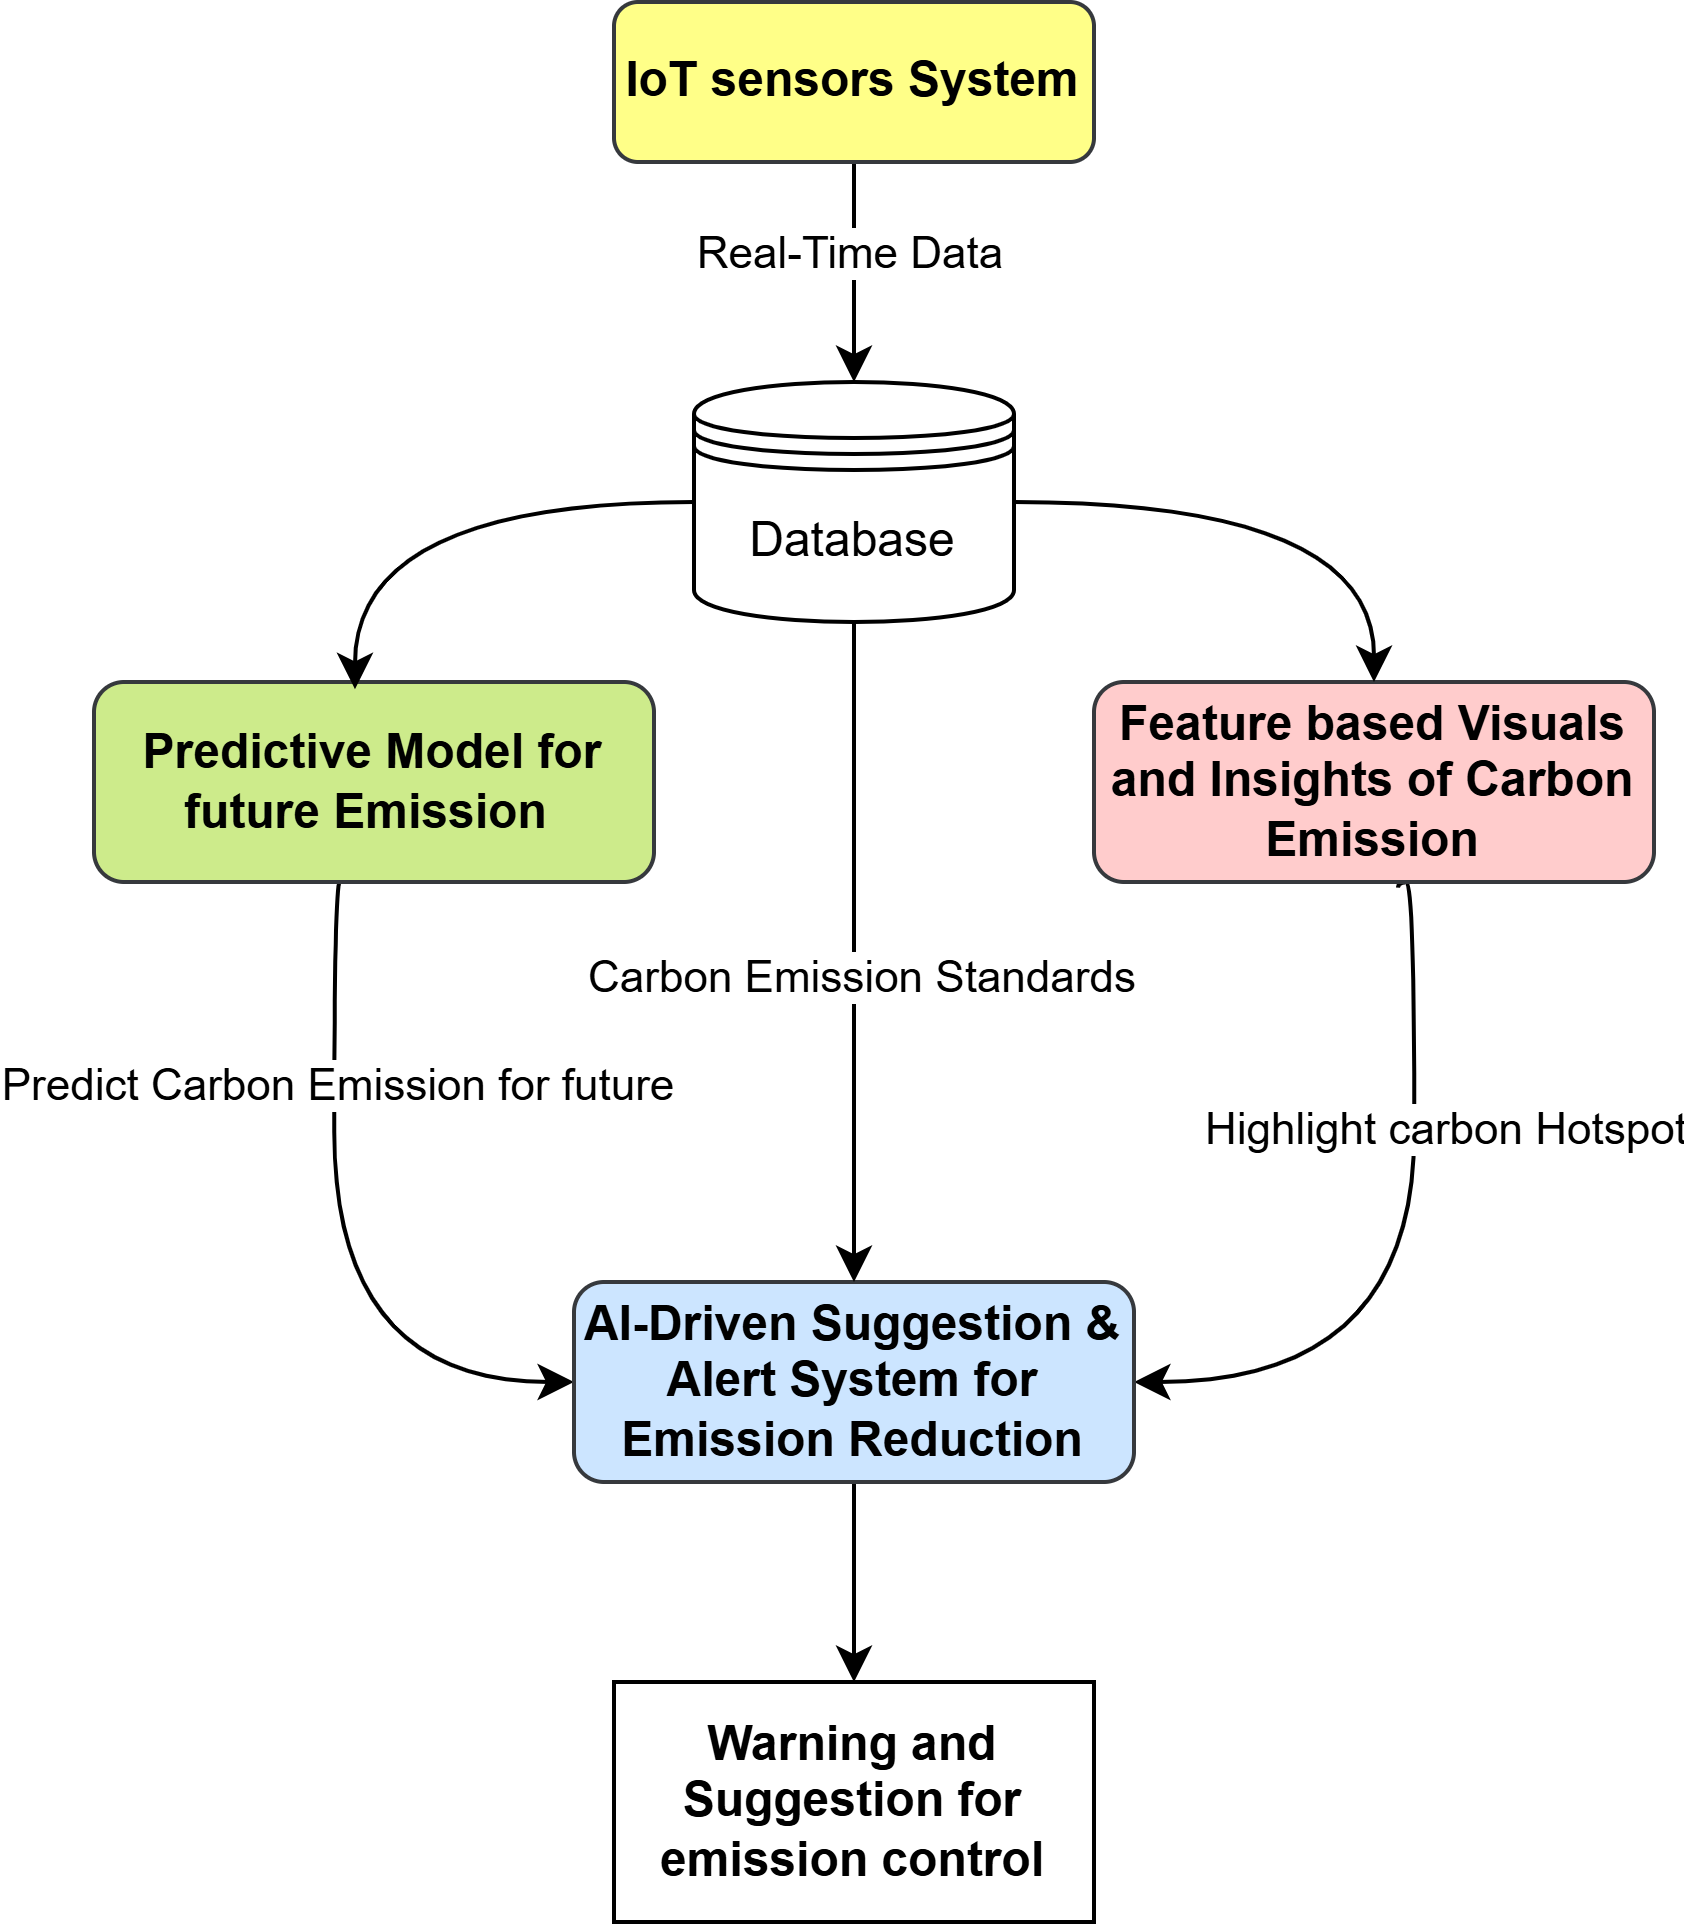 IoT sensors System
Real-Time Data
Database
Predictive Model for
future Emission
Feature based Visuals
and Insights of Carbon
Emission
Carbon Emission Standards
Predict Carbon Emission for future
Highlight carbon Hotspot
AI-Driven Suggestion &
Alert System for
Emission Reduction
Warning and
Suggestion for
emission control